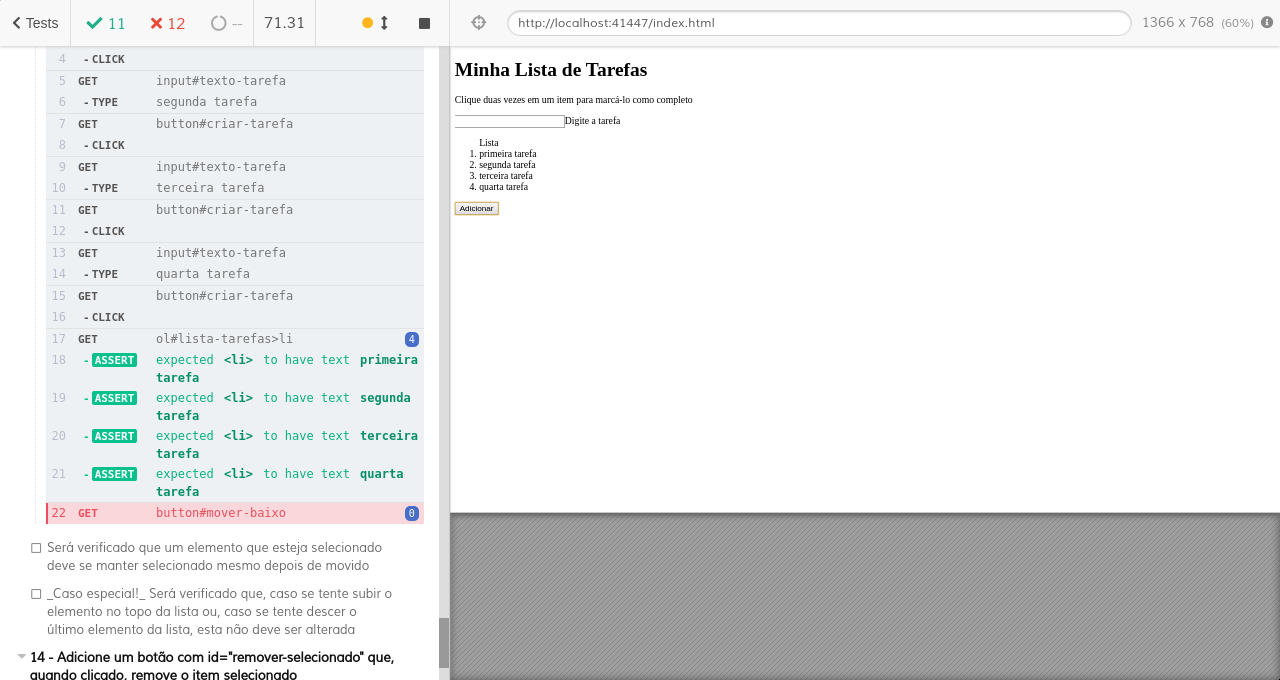 Tests 11 12 -- 71.31
http://localhost:41447/index.html 1366 x 768 (60%)
4 - CLICK
5 GET input#texto-tarefa
6 - TYPE segunda tarefa
7 GET button#criar-tarefa
8 - CLICK
9 GET input#texto-tarefa
10 - TYPE terceira tarefa
11 GET button#criar-tarefa
12 - CLICK
13 GET input#texto-tarefa
14 - TYPE quarta tarefa
15 GET button#criar-tarefa
16 - CLICK
17 GET ol#lista-tarefas>li 4
18 - ASSERT expected <li> to have text primeira
tarefa
19 - ASSERT expected <li> to have text segunda
tarefa
20 - ASSERT expected <li> to have text terceira
tarefa
21 - ASSERT expected <li> to have text quarta
tarefa
22 GET button#mover-baixo 0
Será verificado que um elemento que esteja selecionado
deve se manter selecionado mesmo depois de movido
_Caso especial!_ Será verificado que, caso se tente subir o
elemento no topo da lista ou, caso se tente descer o
último elemento da lista, esta não deve ser alterada
14 - Adicione um botão com id="remover-selecionado" que,
quando clicado, remove o item selecionado
Minha Lista de Tarefas
Clique duas vezes em um item para marcá-lo como completo
Digite a tarefa
Lista
1. primeira tarefa
2. segunda tarefa
3. terceira tarefa
4. quarta tarefa
Adicionar